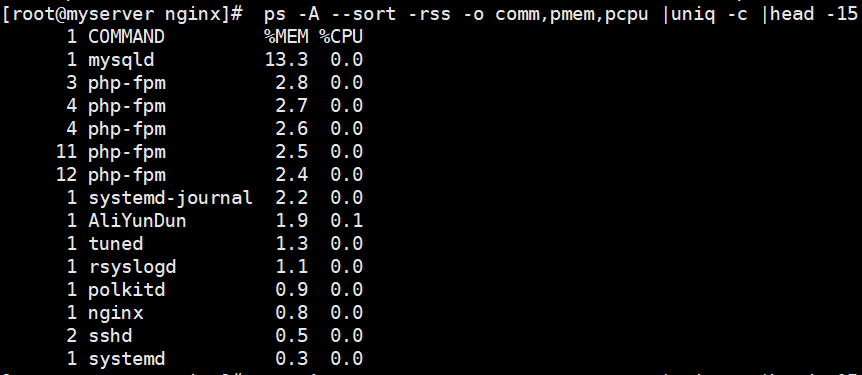 [root@myserver nginx]#  ps -A --sort -rss -o comm,pmem,pcpu |uniq -c |head -15
      1 COMMAND         %MEM %CPU
      1 mysqld          13.3  0.0
      3 php-fpm          2.8  0.0
      4 php-fpm          2.7  0.0
      4 php-fpm          2.6  0.0
     11 php-fpm          2.5  0.0
     12 php-fpm          2.4  0.0
      1 systemd-journal  2.2  0.0
      1 AliYunDun        1.9  0.1
      1 tuned            1.3  0.0
      1 rsyslogd         1.1  0.0
      1 polkitd          0.9  0.0
      1 nginx            0.8  0.0
      2 sshd             0.5  0.0
      1 systemd          0.3  0.0